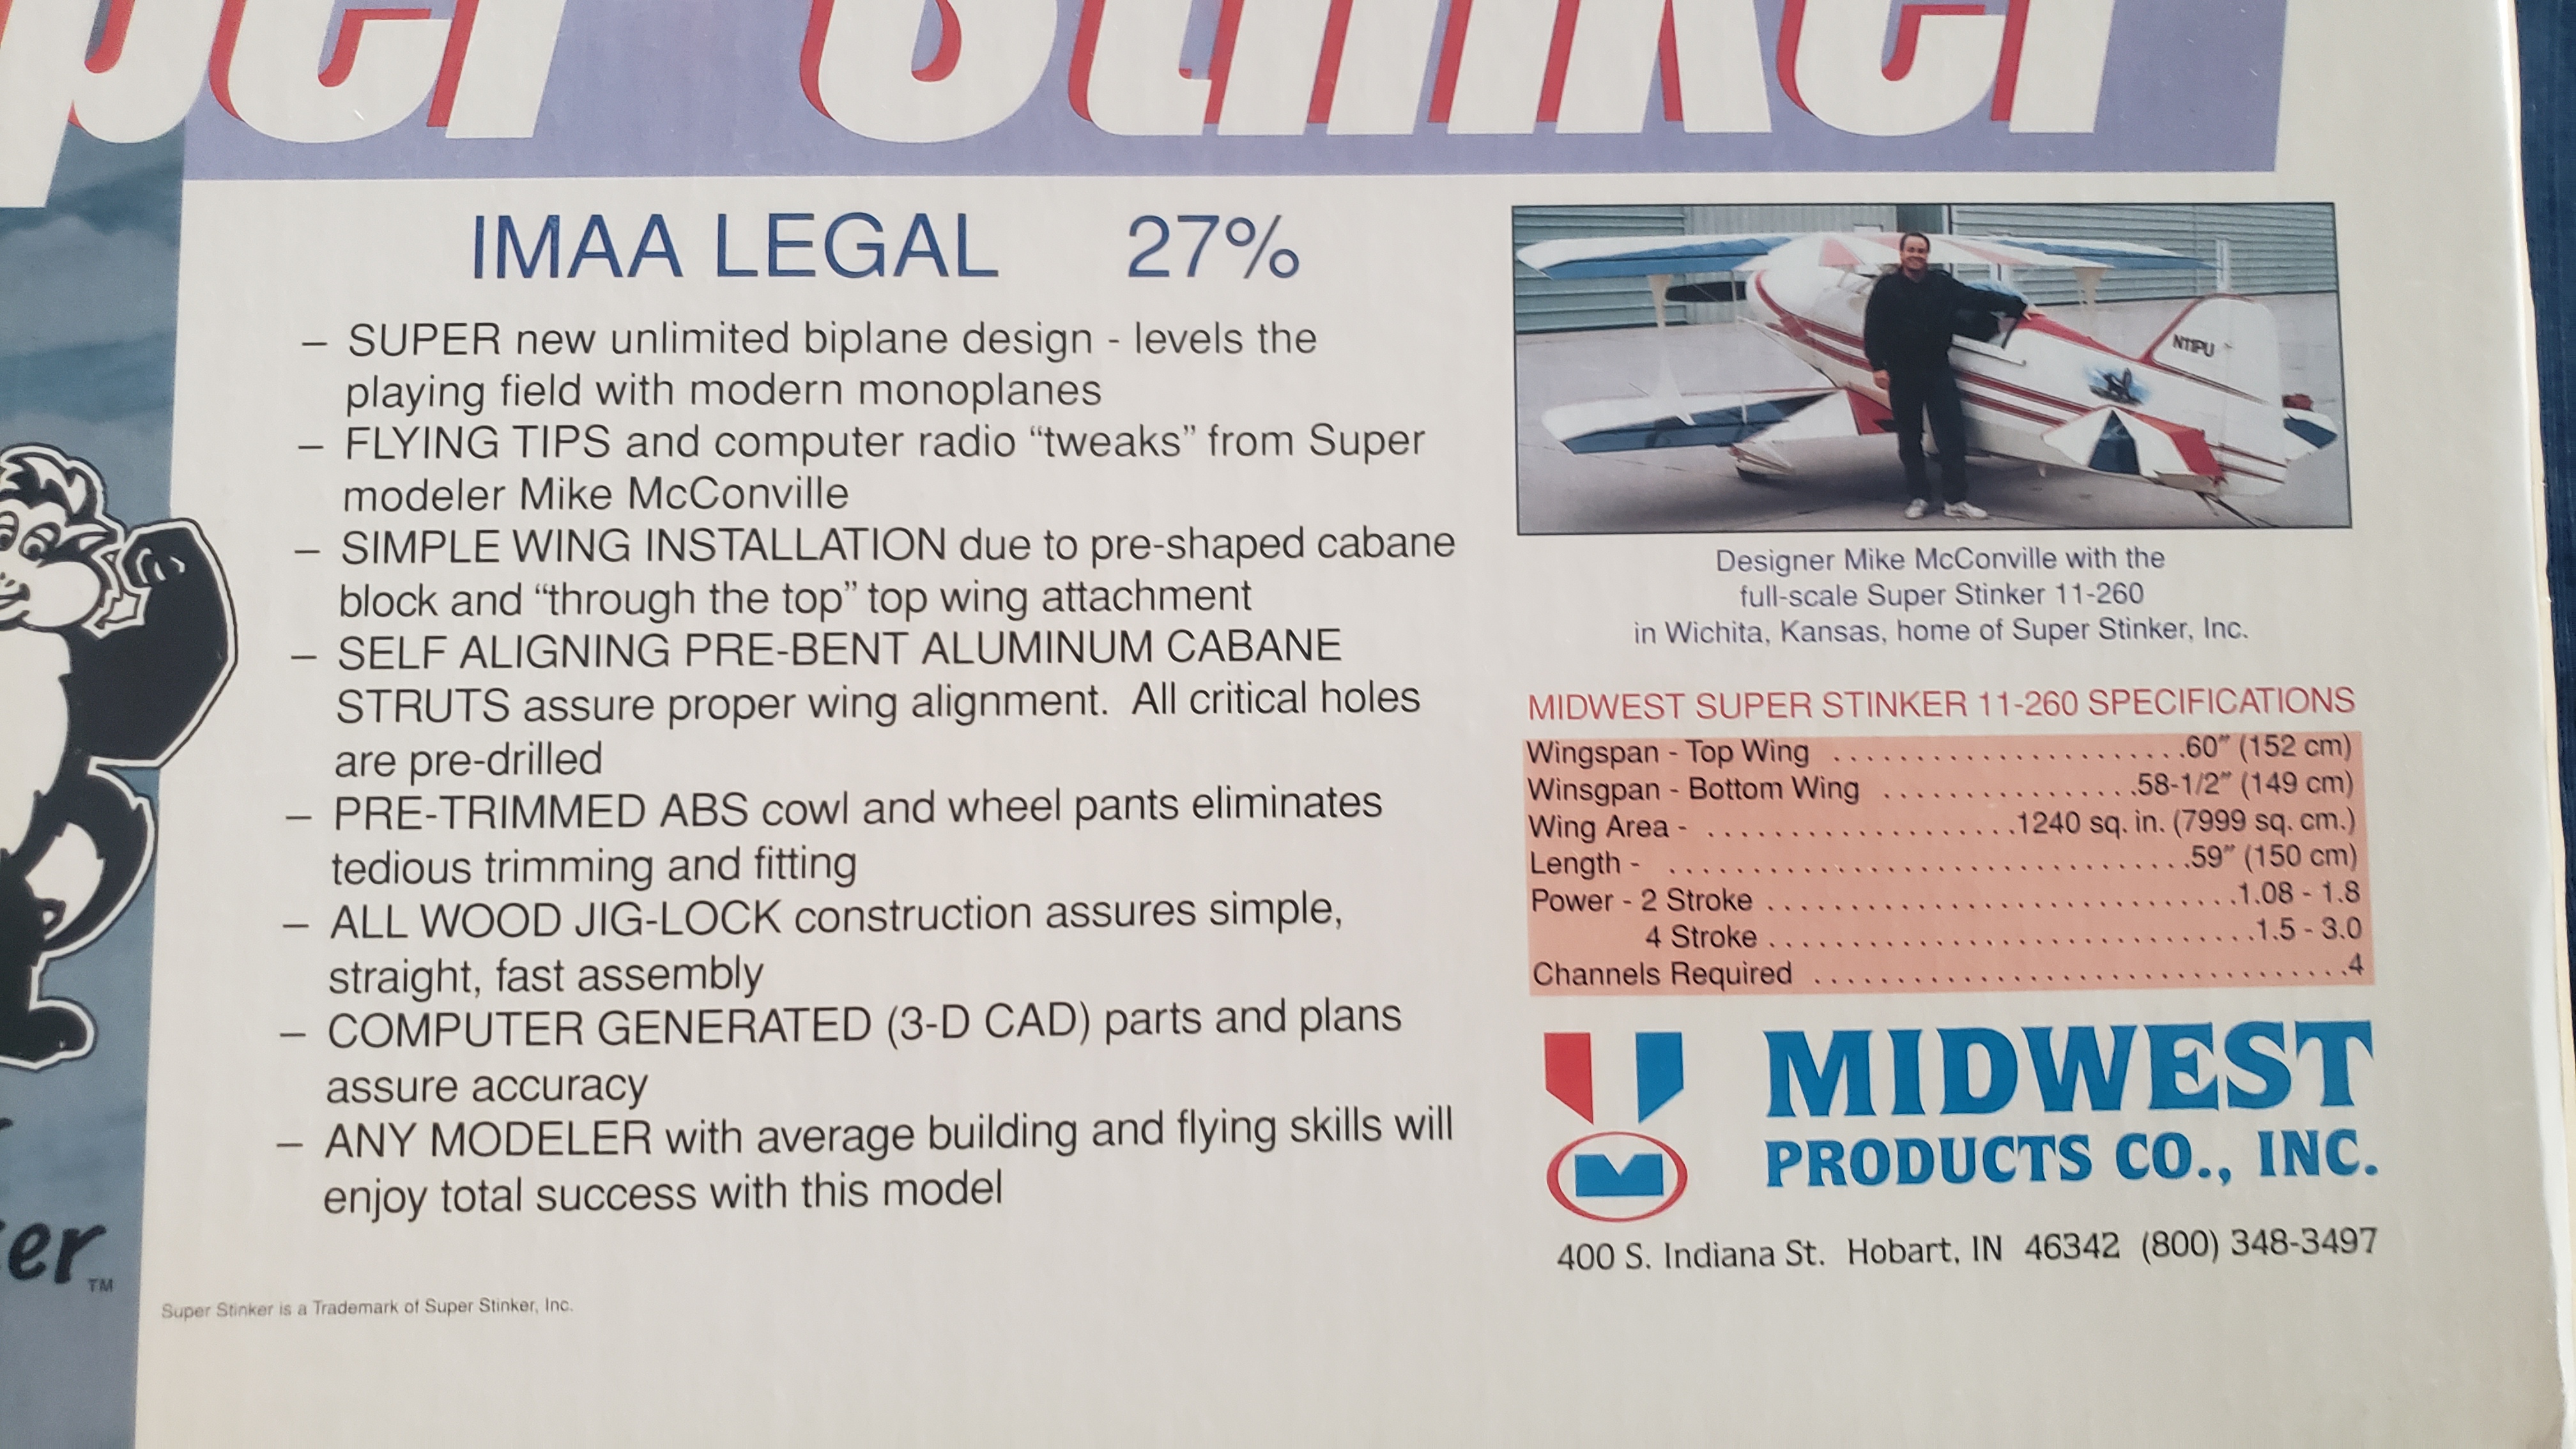 per Stinker
IMAA LEGAL 27%
– SUPER new unlimited biplane design - levels the
playing field with modern monoplanes
– FLYING TIPS and computer radio “tweaks” from Super
modeler Mike McConville
– SIMPLE WING INSTALLATION due to pre-shaped cabane
block and “through the top” top wing attachment
– SELF ALIGNING PRE-BENT ALUMINUM CABANE
STRUTS assure proper wing alignment. All critical holes
are pre-drilled
– PRE-TRIMMED ABS cowl and wheel pants eliminates
tedious trimming and fitting
– ALL WOOD JIG-LOCK construction assures simple,
straight, fast assembly
– COMPUTER GENERATED (3-D CAD) parts and plans
assure accuracy
– ANY MODELER with average building and flying skills will
enjoy total success with this model
er™
Super Stinker is a Trademark of Super Stinker, Inc.
N11PU
Designer Mike McConville with the
full-scale Super Stinker 11-260
in Wichita, Kansas, home of Super Stinker, Inc.
MIDWEST SUPER STINKER 11-260 SPECIFICATIONS
Wingspan - Top Wing ......................60″ (152 cm)
Winsgpan - Bottom Wing ................58-1/2″ (149 cm)
Wing Area - ....................1240 sq. in. (7999 sq. cm.)
Length - ................................59″ (150 cm)
Power - 2 Stroke .............................1.08 - 1.8
4 Stroke ..............................1.5 - 3.0
Channels Required .................................4
MIDWEST
PRODUCTS CO., INC.
400 S. Indiana St. Hobart, IN 46342 (800) 348-3497